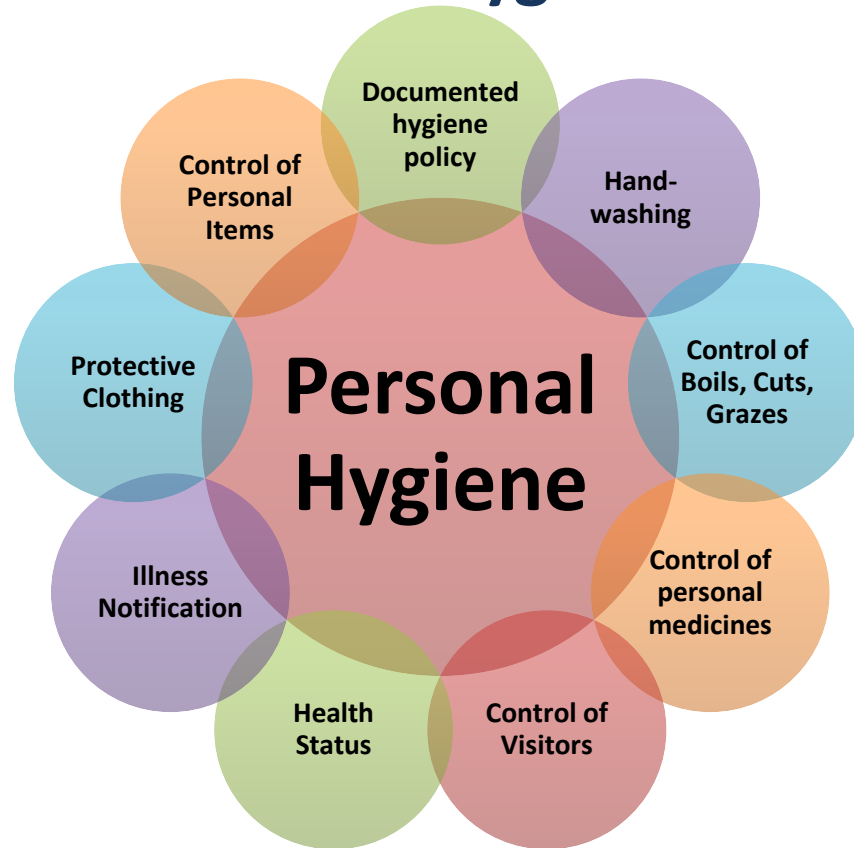 Documented
hygiene
policy
Hand-
washing
Control of
Boils, Cuts,
Grazes
Control of
personal
medicines
Control of
Visitors
Health
Status
Illness
Notification
Protective
Clothing
Control of
Personal
Items
Personal
Hygiene